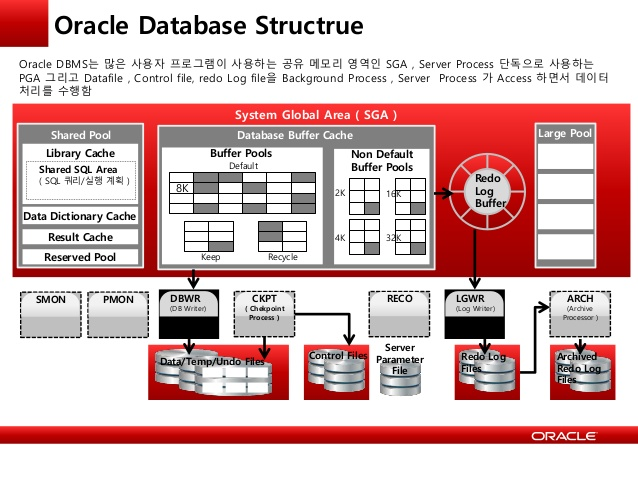 Oracle Database Structrue
Oracle DBMS는 많은 사용자 프로그램이 사용하는 공유 메모리 영역인 SGA , Server Process 단독으로 사용하는
PGA 그리고 Datafile , Control file, redo Log file을 Background Process , Server Process 가 Access 하면서 데이터
처리를 수행함
System Global Area ( SGA )
Shared Pool
Library Cache
Shared SQL Area
( SQL 쿼리/실행 계획 )
Data Dictionary Cache
Result Cache
Reserved Pool
Database Buffer Cache
Buffer Pools
Default
8K
Keep
Recycle
Non Default
Buffer Pools
2K
16K
4K
32K
Redo
Log
Buffer
Large Pool
SMON
PMON
DBWR
(DB Writer)
CKPT
( Chekpoint
Process )
RECO
LGWR
(Log Writer)
ARCH
(Archive
Processor )
Data/Temp/Undo Files
Control Files
Server
Parameter
File
Redo Log
Files
Archived
Redo Log
Files
ORACLE